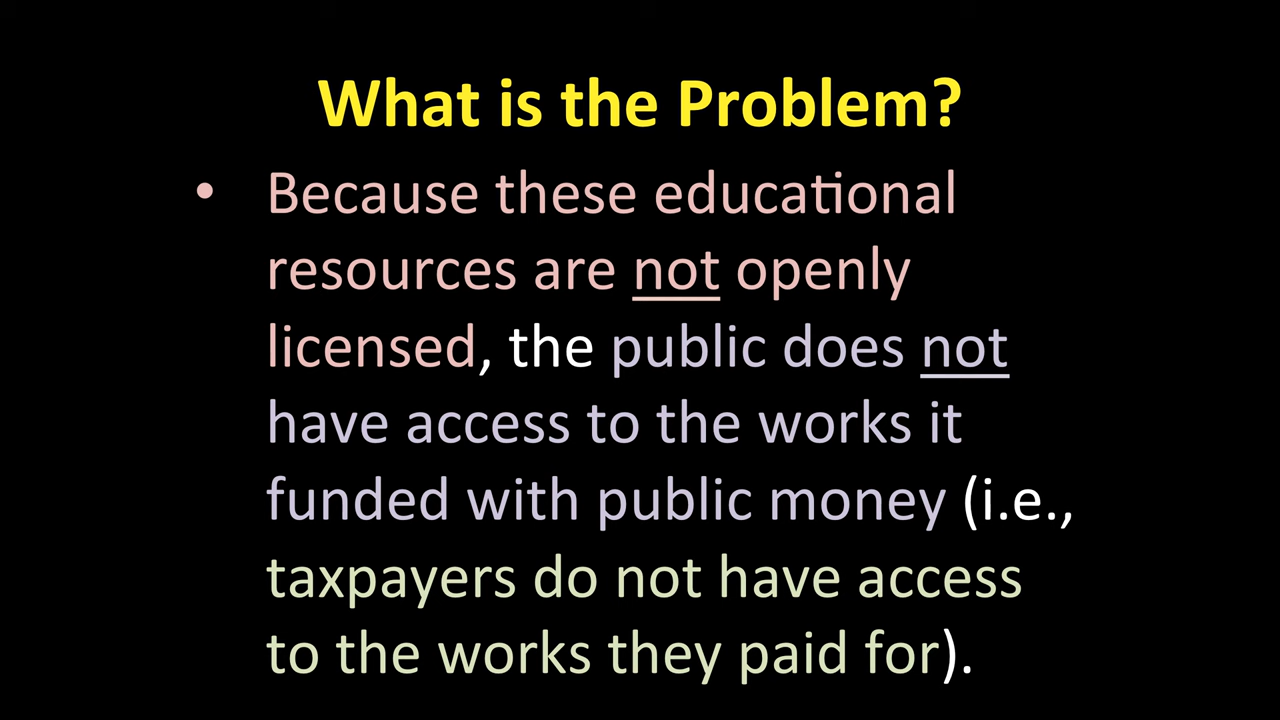 What is the Problem?
• Because these educational
resources are not openly
licensed, the public does not
have access to the works it
funded with public money (i.e.,
taxpayers do not have access
to the works they paid for).